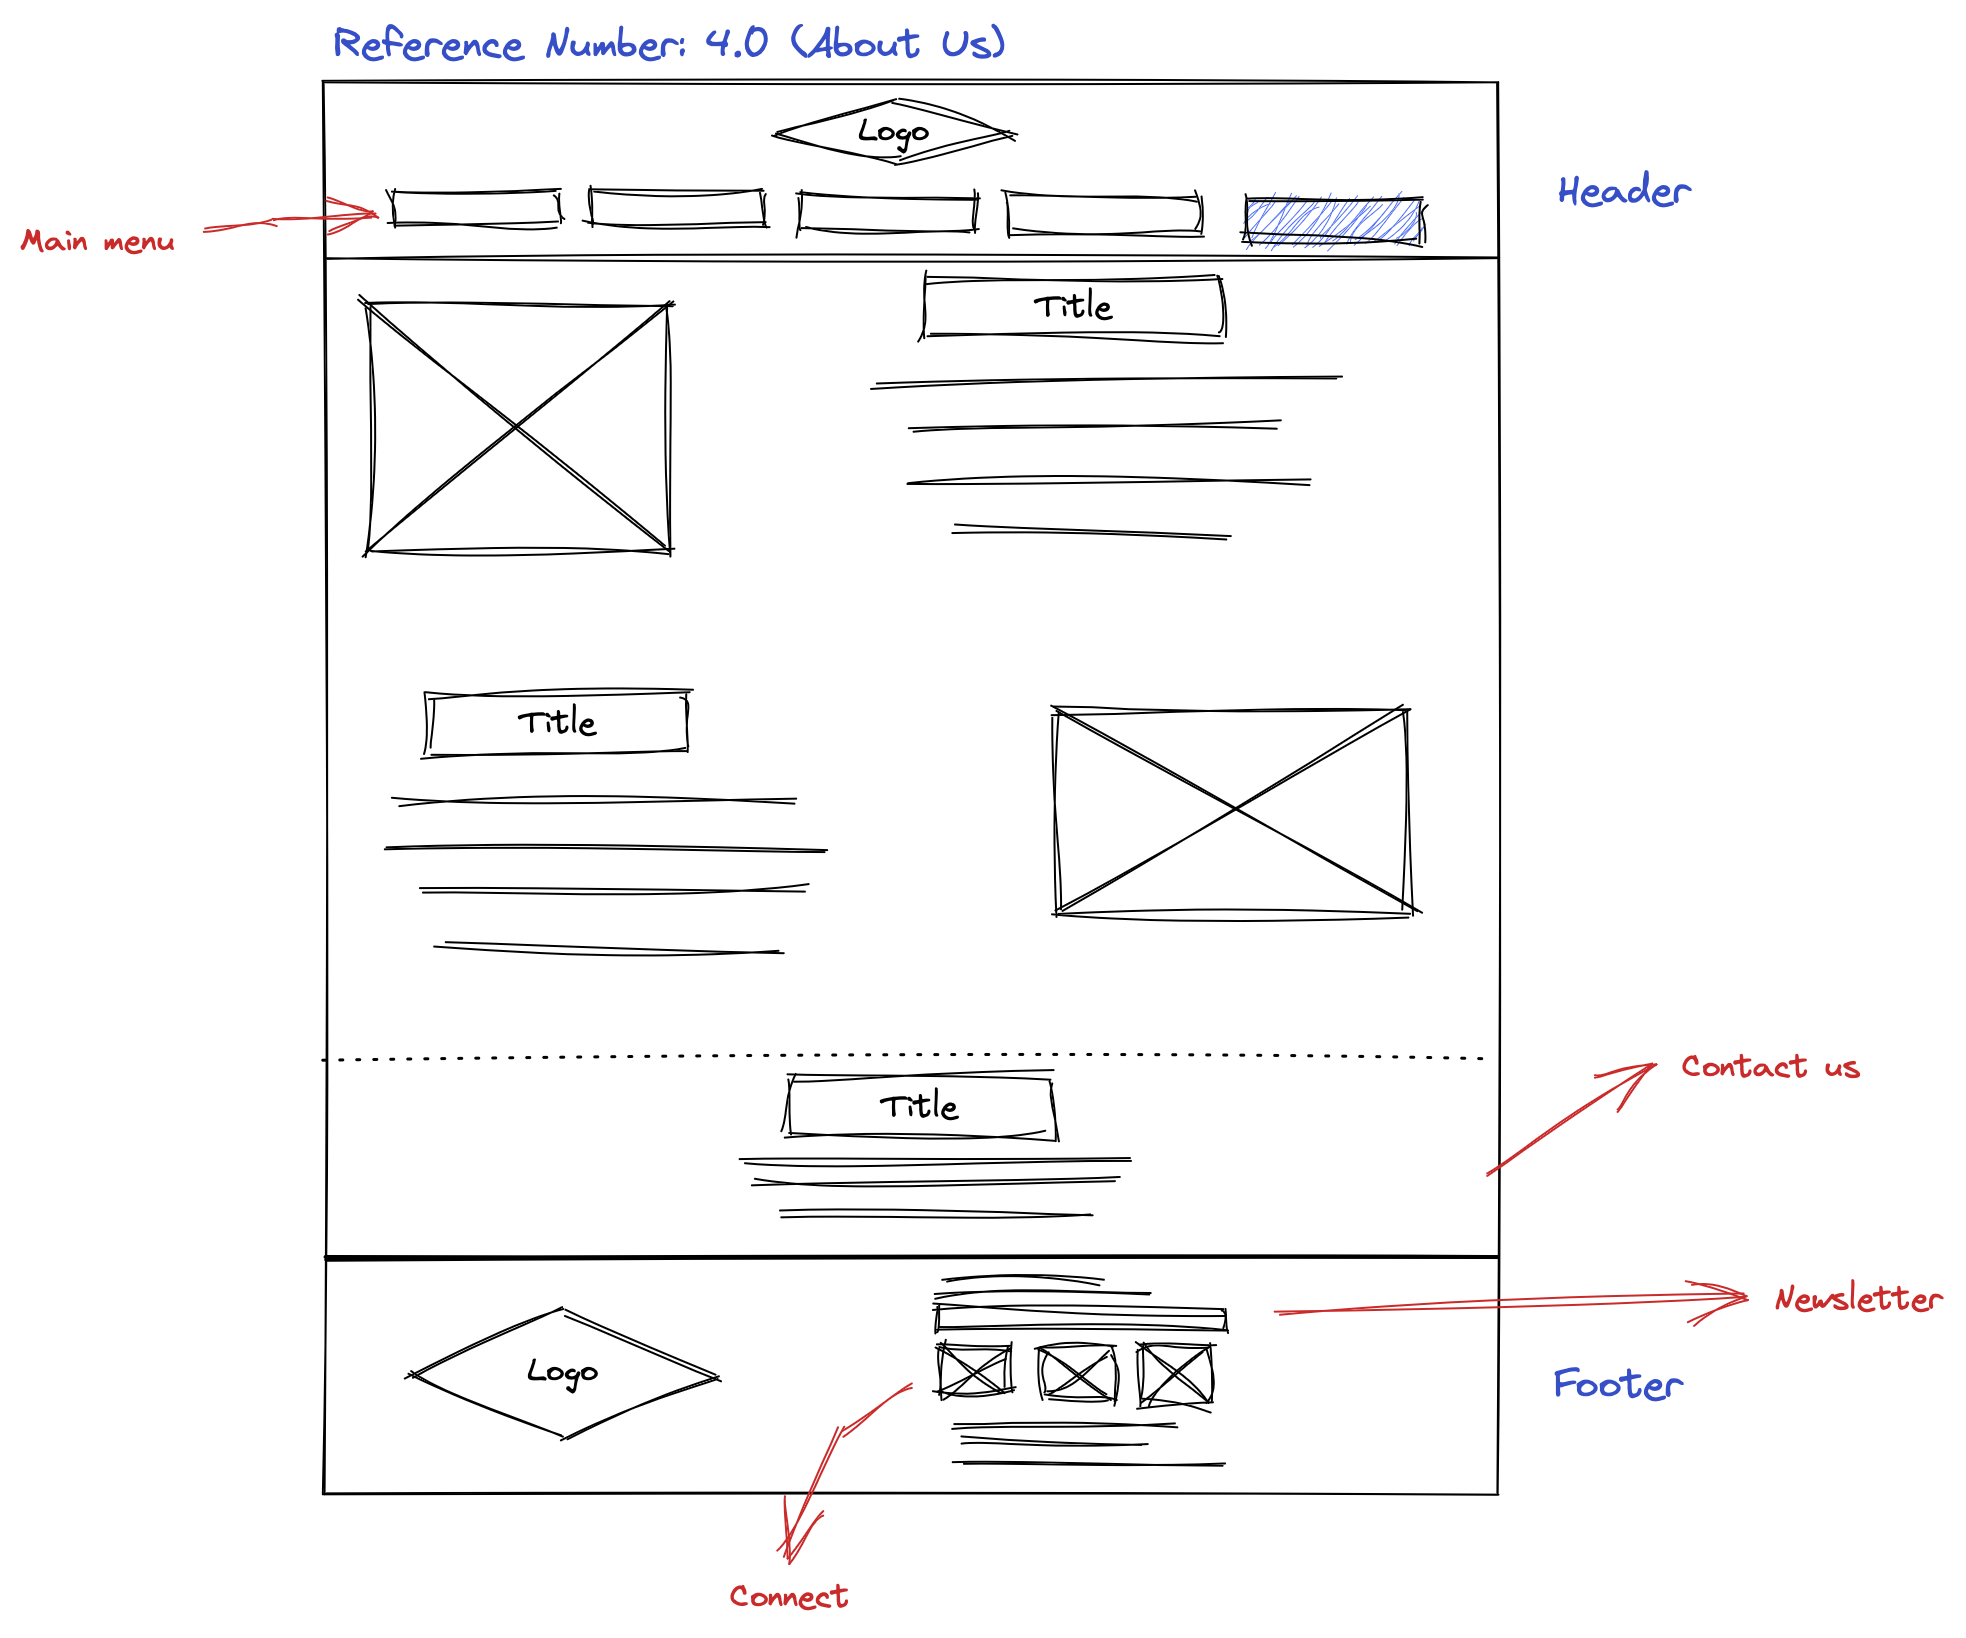 Reference Number: 4.0 (About Us)
Logo
Header
Main menu
Title
Title
Contact us
Title
Newsletter
Logo
Footer
Connect